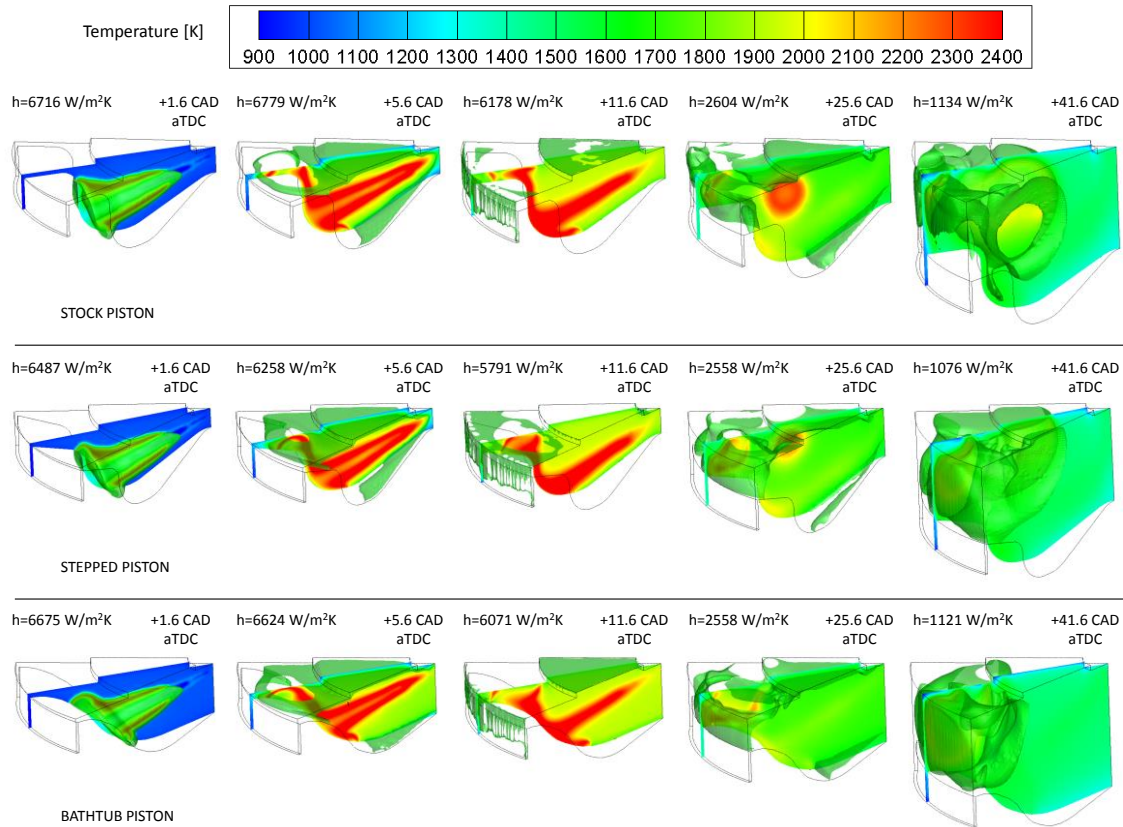 Temperature [K]
900 1000 1100 1200 1300 1400 1500 1600 1700 1800 1900 2000 2100 2200 2300 2400
h=6716 W/m²K +1.6 CAD h=6779 W/m²K +5.6 CAD h=6178 W/m²K +11.6 CAD h=2604 W/m²K +25.6 CAD h=1134 W/m²K +41.6 CAD
aTDC aTDC aTDC aTDC aTDC
STOCK PISTON
h=6487 W/m²K +1.6 CAD h=6258 W/m²K +5.6 CAD h=5791 W/m²K +11.6 CAD h=2558 W/m²K +25.6 CAD h=1076 W/m²K +41.6 CAD
aTDC aTDC aTDC aTDC aTDC
STEPPED PISTON
h=6675 W/m²K +1.6 CAD h=6624 W/m²K +5.6 CAD h=6071 W/m²K +11.6 CAD h=2558 W/m²K +25.6 CAD h=1121 W/m²K +41.6 CAD
aTDC aTDC aTDC aTDC aTDC
BATHTUB PISTON